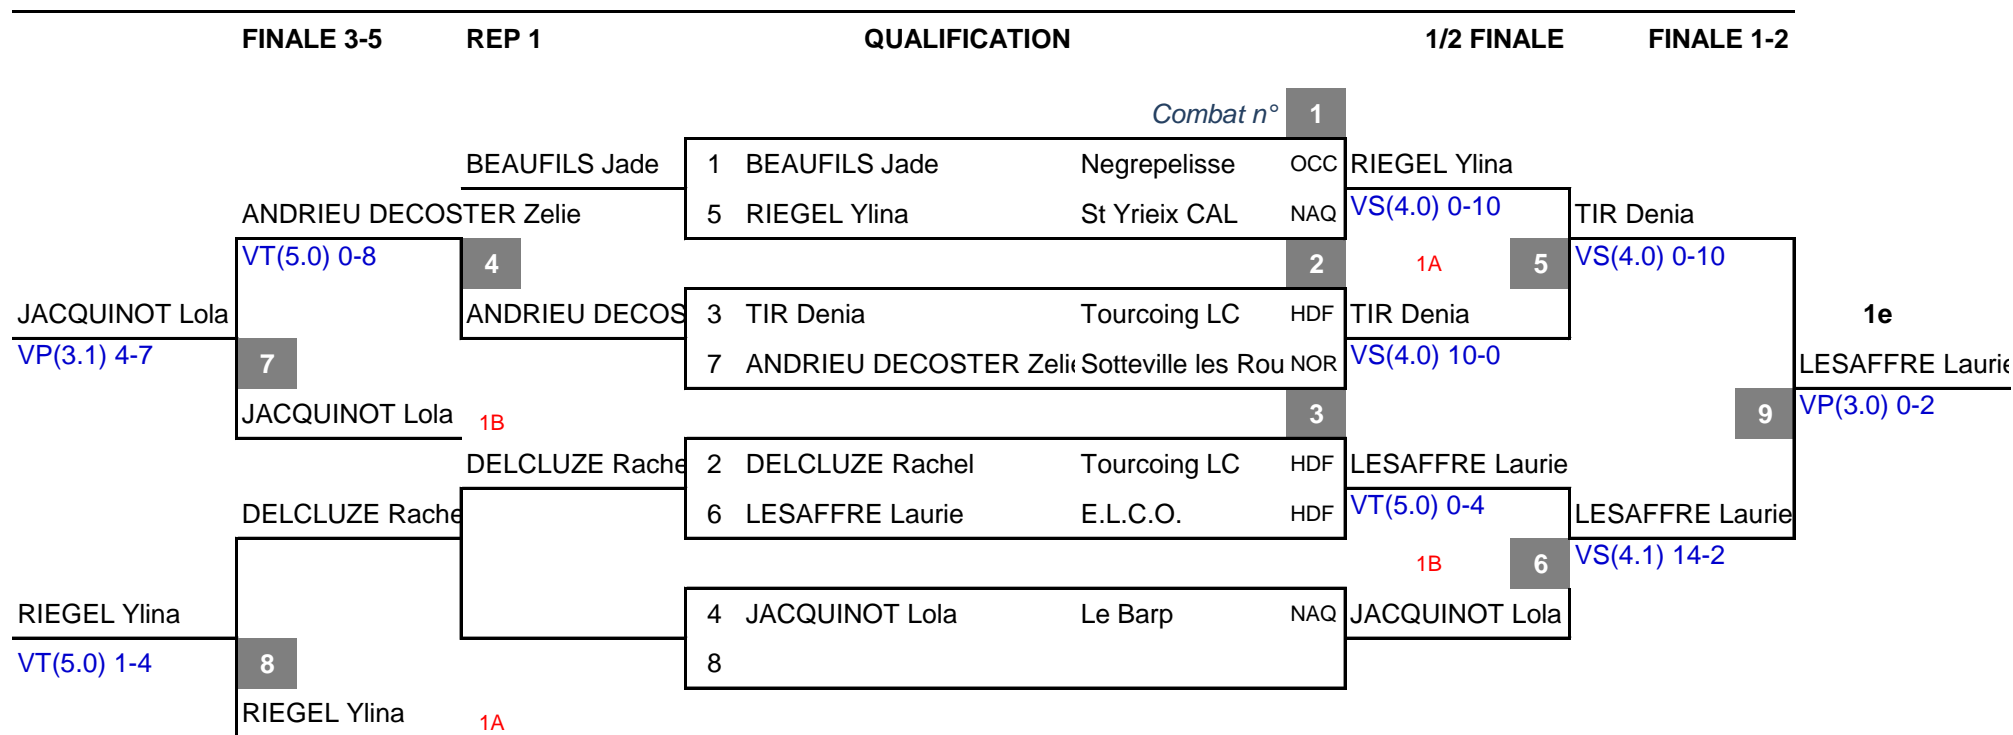 FINALE 3-5 REP 1 QUALIFICATION 1/2 FINALE FINALE 1-2
Combat n° 1
BEAUFILS Jade 1 BEAUFILS Jade Negrepelisse OCC RIEGEL Ylina
ANDRIEU DECOSTER Zelie 5 RIEGEL Ylina St Yrieix CAL NAQ VS(4.0) 0-10 TIR Denia
VT(5.0) 0-8 4 2 1A 5 VS(4.0) 0-10
JACQUINOT Lola ANDRIEU DECOS 3 TIR Denia Tourcoing LC HDF TIR Denia 1e
VP(3.1) 4-7 7 7 ANDRIEU DECOSTER Zelie Sotteville les Rou NOR VS(4.0) 10-0 LESAFFRE Laurie
JACQUINOT Lola 1B 3 9 VP(3.0) 0-2
DELCLUZE Rache 2 DELCLUZE Rachel Tourcoing LC HDF LESAFFRE Laurie
DELCLUZE Rache 6 LESAFFRE Laurie E.L.C.O. HDF VT(5.0) 0-4 LESAFFRE Laurie
1B 6 VS(4.1) 14-2
RIEGEL Ylina 4 JACQUINOT Lola Le Barp NAQ JACQUINOT Lola
VT(5.0) 1-4 8 8
RIEGEL Ylina 1A